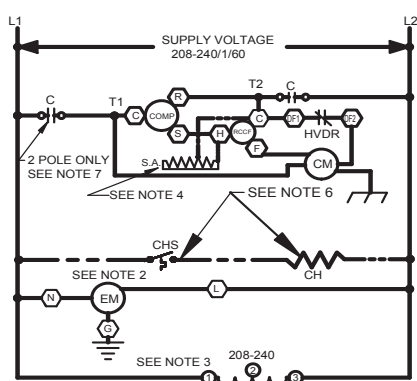 L1 L2
SUPPLY VOLTAGE
208-240/1/60
C T1 T2 C
R
C COMP C DF1 DF2
HVDR
S H RCCF
F
2 POLE ONLY
SEE NOTE 7
S.A.
CM
SEE NOTE 4
SEE NOTE 6
CHS
CH
SEE NOTE 2
N EM L
G
SEE NOTE 3 208-240
1 2 3